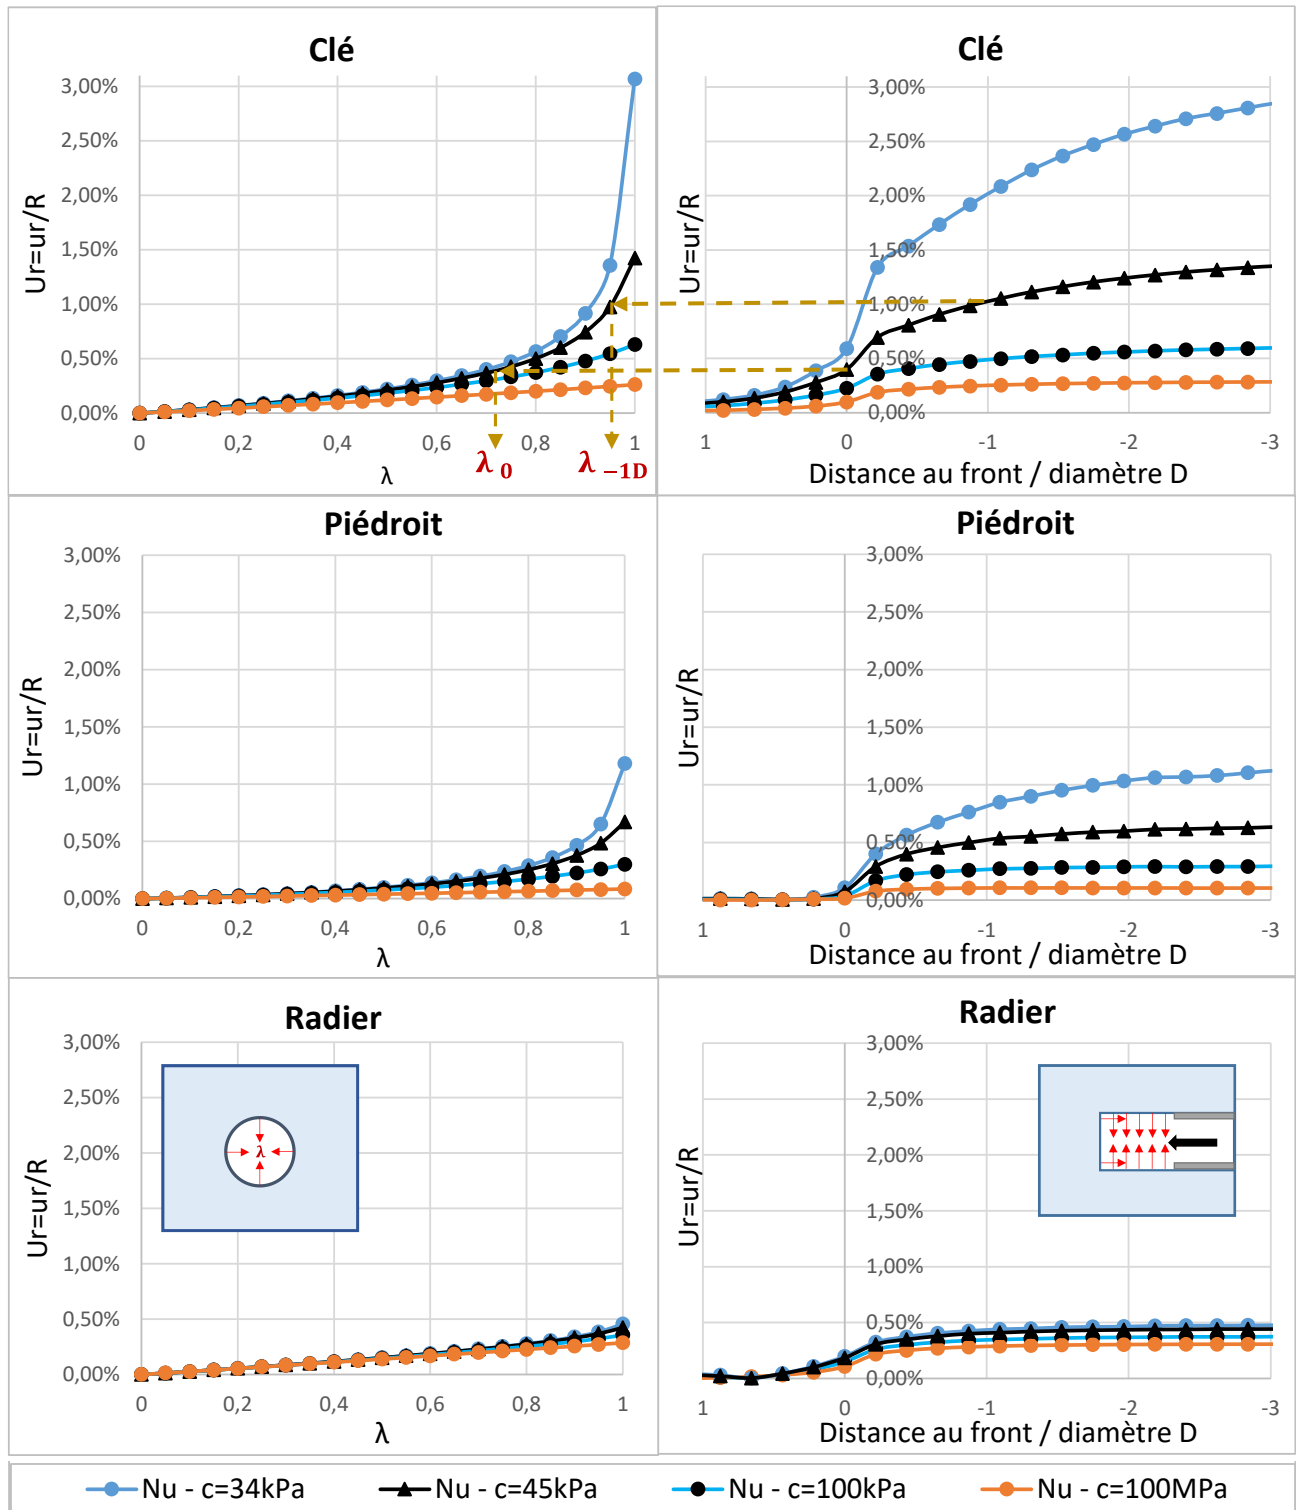 Clé
3,00%
2,50%
2,00%
1,50%
1,00%
0,50%
0,00%
Ur=ur/R
0 0,2 0,4 0,6 0,8 1
λ
λ 0
λ −1D
Clé
3,00%
2,50%
2,00%
1,50%
1,00%
0,50%
0,00%
Ur=ur/R
1 0 -1 -2 -3
Distance au front / diamètre D
Piédroit
3,00%
2,50%
2,00%
1,50%
1,00%
0,50%
0,00%
Ur=ur/R
0 0,2 0,4 0,6 0,8 1
λ
Piédroit
3,00%
2,50%
2,00%
1,50%
1,00%
0,50%
0,00%
Ur=ur/R
1 0 -1 -2 -3
Distance au front / diamètre D
Radier
3,00%
2,50%
2,00%
1,50%
1,00%
0,50%
0,00%
Ur=ur/R
λ
0 0,2 0,4 0,6 0,8 1
λ
Radier
3,00%
2,50%
2,00%
1,50%
1,00%
0,50%
0,00%
Ur=ur/R
1 0 -1 -2 -3
Distance au front / diamètre D
Nu - c=34kPa Nu - c=45kPa Nu - c=100kPa Nu - c=100MPa